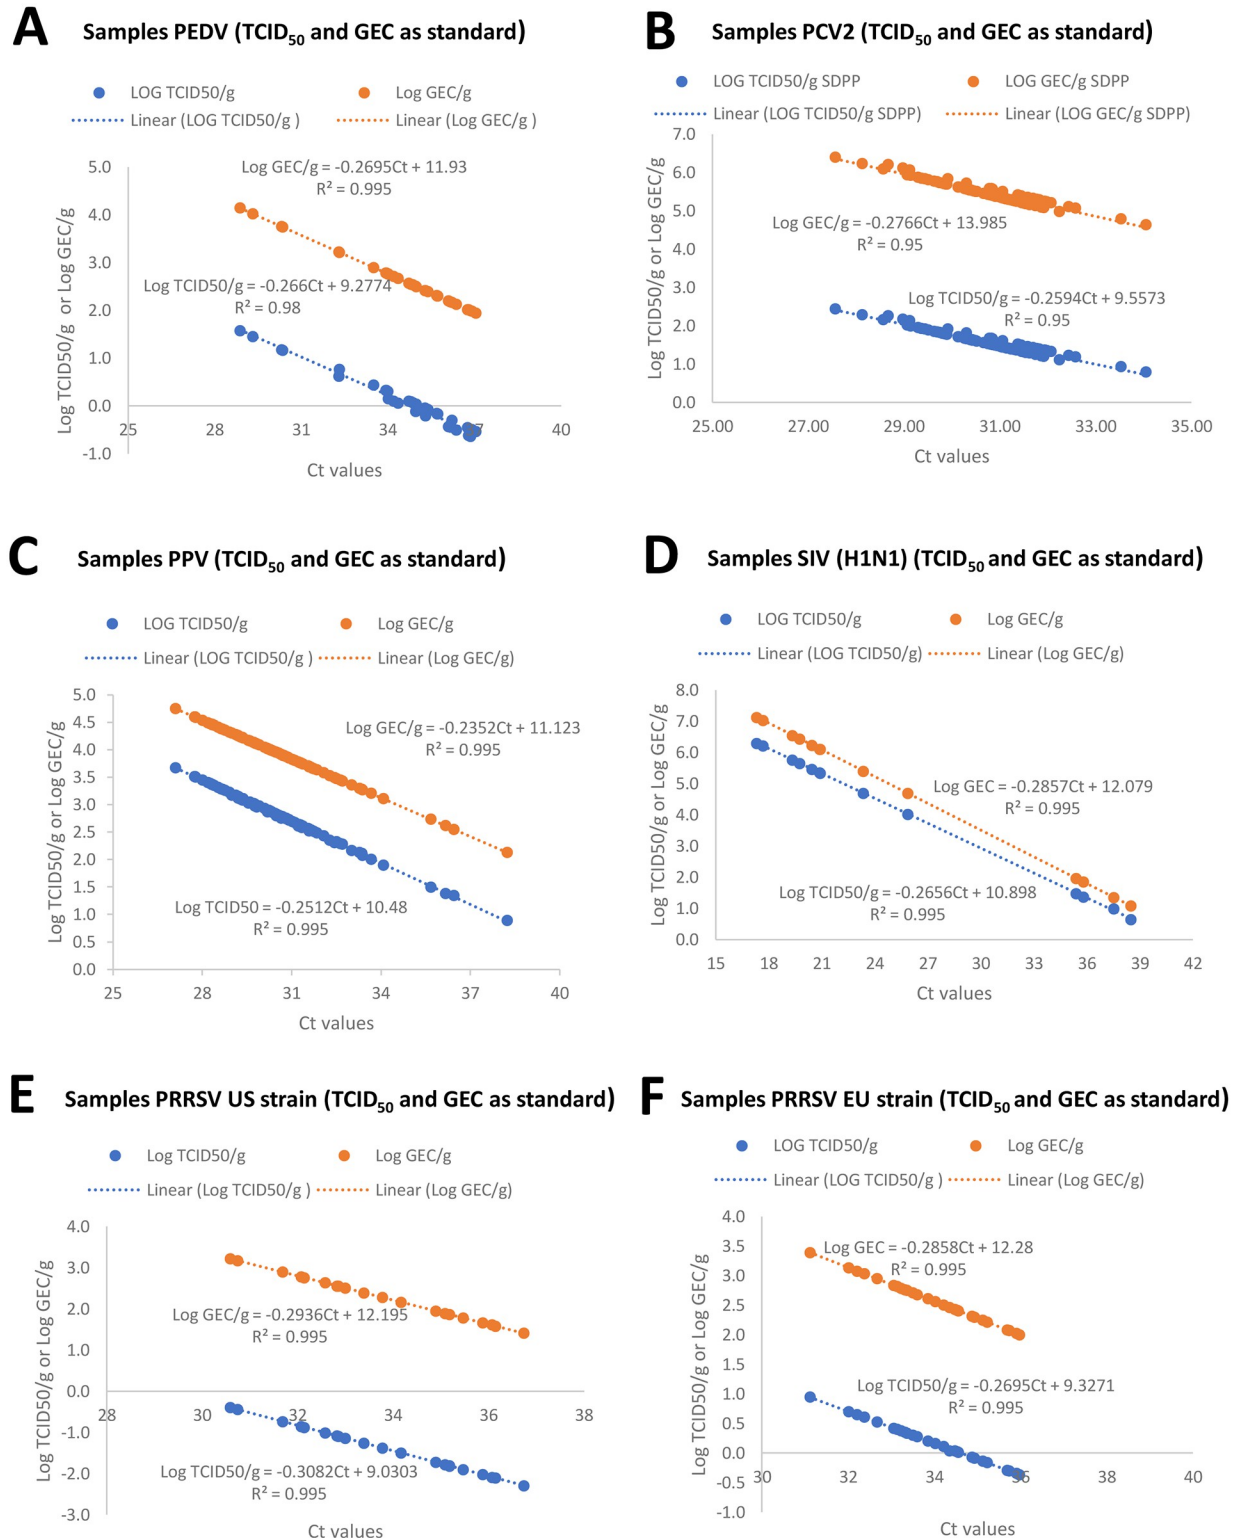 A Samples PEDV (TCID50 and GEC as standard)
LOG TCID50/g Log GEC/g
Linear (LOG TCID50/g ) Linear (Log GEC/g )
Log TCID50/g or Log GEC/g
5.0
4.0
3.0
2.0
1.0
0.0
-1.0
Log GEC/g = -0.2695Ct + 11.93
R² = 0.995
Log TCID50/g = -0.266Ct + 9.2774
R² = 0.98
25 28 31 34 37 40
Ct values
B Samples PCV2 (TCID50 and GEC as standard)
LOG TCID50/g SDPP LOG GEC/g SDPP
Linear (LOG TCID50/g SDPP) Linear (LOG GEC/g SDPP)
Log TCID50/g or Log GEC/g
7.0
6.0
5.0
4.0
3.0
2.0
1.0
0.0
Log GEC/g = -0.2766Ct + 13.985
R² = 0.95
Log TCID50/g = -0.2594Ct + 9.5573
R² = 0.95
25.00 27.00 29.00 31.00 33.00 35.00
Ct values
C Samples PPV (TCID50 and GEC as standard)
LOG TCID50/g Log GEC/g
Linear (LOG TCID50/g ) Linear (Log GEC/g)
Log TCID50/g or Log GEC/g
5.0
4.5
4.0
3.5
3.0
2.5
2.0
1.5
1.0
0.5
0.0
Log GEC/g = -0.2352Ct + 11.123
R² = 0.995
Log TCID50 = -0.2512Ct + 10.48
R² = 0.995
25 28 31 34 37 40
Ct values
D Samples SIV (H1N1) (TCID50 and GEC as standard)
LOG TCID50/g Log GEC/g
Linear (LOG TCID50/g) Linear (Log GEC/g)
Log TCID50/g or Log GEC/g
8.0
7.0
6.0
5.0
4.0
3.0
2.0
1.0
0.0
Log GEC = -0.2857Ct + 12.079
R² = 0.995
Log TCID50/g = -0.2656Ct + 10.898
R² = 0.995
15 18 21 24 27 30 33 36 39 42
Ct values
E Samples PRRSV US strain (TCID50 and GEC as standard)
Log TCID50/g Log GEC/g
Linear (Log TCID50/g ) Linear (Log GEC/g)
Log TCID50/g or Log GEC/g
4.0
3.0
2.0
1.0
0.0
-1.0
-2.0
-3.0
Log GEC/g = -0.2936Ct + 12.195
R² = 0.995
28 30 32 34 36 38
Log TCID50/g = -0.3082Ct + 9.0303
R² = 0.995
Ct values
F Samples PRRSV EU strain (TCID50 and GEC as standard)
LOG TCID50/g Log GEC/g
Linear (LOG TCID50/g ) Linear (Log GEC/g)
Log TCID50/g or Log GEC/g
4.0
3.5
3.0
2.5
2.0
1.5
1.0
0.5
0.0
-0.5
-1.0
Log GEC = -0.2858Ct + 12.28
R² = 0.995
Log TCID50/g = -0.2695Ct + 9.3271
R² = 0.995
30 32 34 36 38 40
Ct values